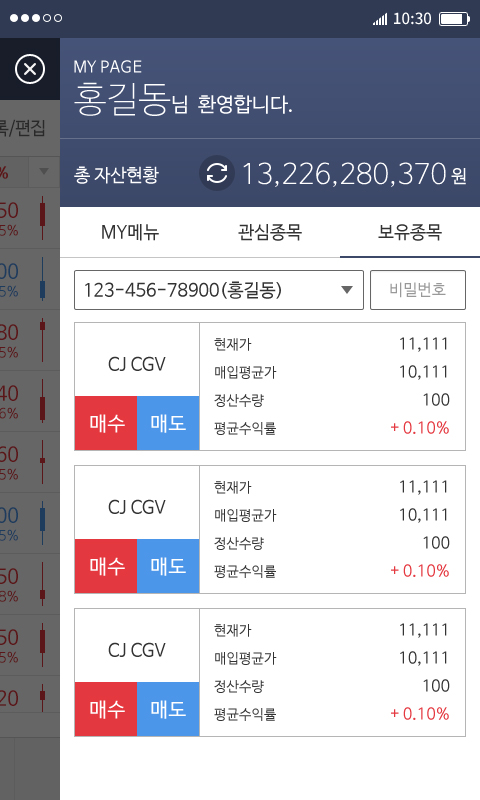 10:30
MY PAGE
홍길동님 환영합니다.
총 자산현황 13,226,280,370 원
MY메뉴 관심종목 보유종목
123-456-78900(홍길동) 비밀번호
CJ CGV
매수 매도
현재가 11,111
매입평균가 10,111
정산수량 100
평균수익률 + 0.10%
CJ CGV
매수 매도
현재가 11,111
매입평균가 10,111
정산수량 100
평균수익률 + 0.10%
CJ CGV
매수 매도
현재가 11,111
매입평균가 10,111
정산수량 100
평균수익률 + 0.10%
/편집
%
50
5%
00
5%
80
5%
40
6%
60
5%
00
5%
50
8%
50
5%
20